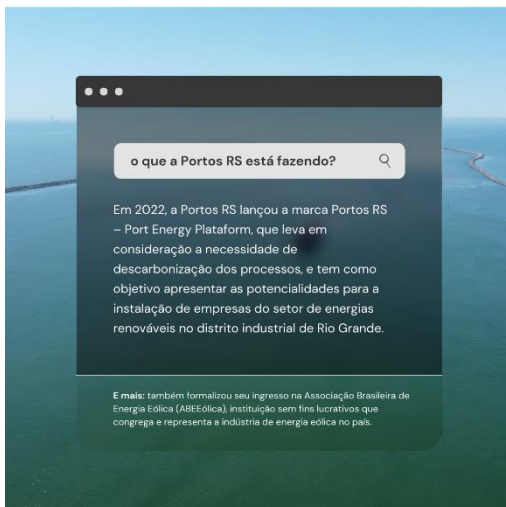 o que a Portos RS está fazendo?
Em 2022, a Portos RS lançou a marca Portos RS
– Port Energy Plataform, que leva em
consideração a necessidade de
descarbonização dos processos, e tem como
objetivo apresentar as potencialidades para a
instalação de empresas do setor de energias
renováveis no distrito industrial de Rio Grande.
E mais: também formalizou seu ingresso na Associação Brasileira de
Energia Eólica (ABEEólica), instituição sem fins lucrativos que
congrega e representa a indústria de energia eólica no país.